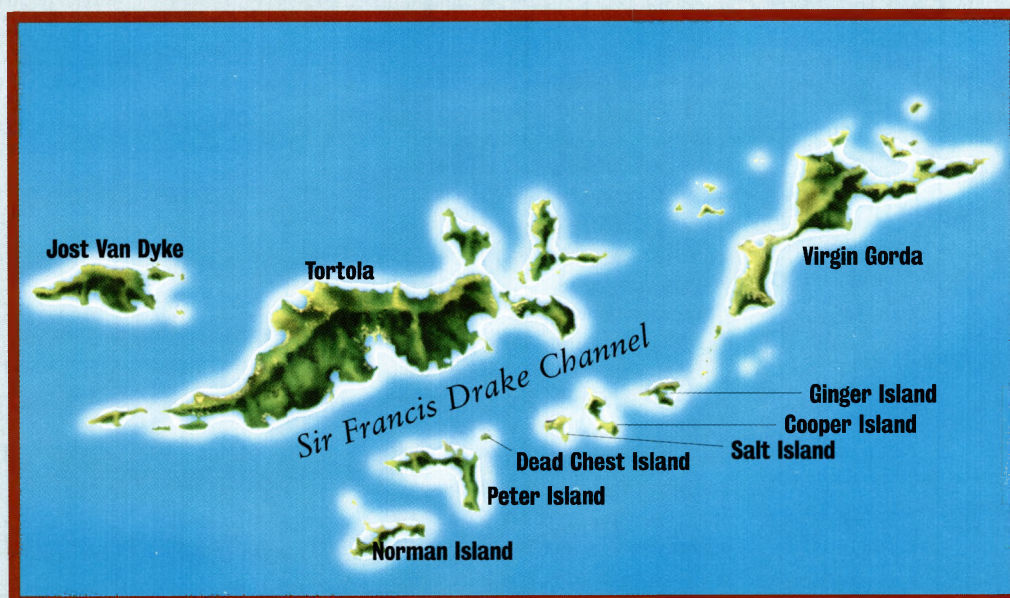 Jost Van Dyke
Tortola
Virgin Gorda
Sir Francis Drake Channel
Ginger Island
Cooper Island
Salt Island
Dead Chest Island
Peter Island
Norman Island